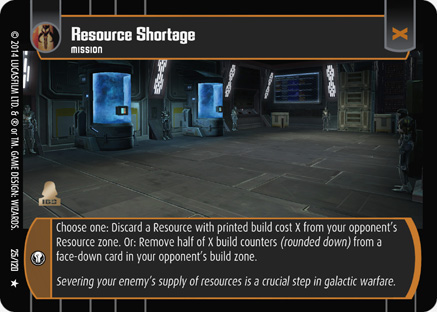 Resource Shortage
MISSION
X
© 2014 LUCASFILM LTD. & ® or TM. GAME DESIGN: WIZARDS.
25/120 ★
Choose one: Discard a Resource with printed build cost X from your opponent's
Resource zone. Or: Remove half of X build counters (rounded down) from a
face-down card in your opponent's build zone.
Severing your enemy's supply of resources is a crucial step in galactic warfare.